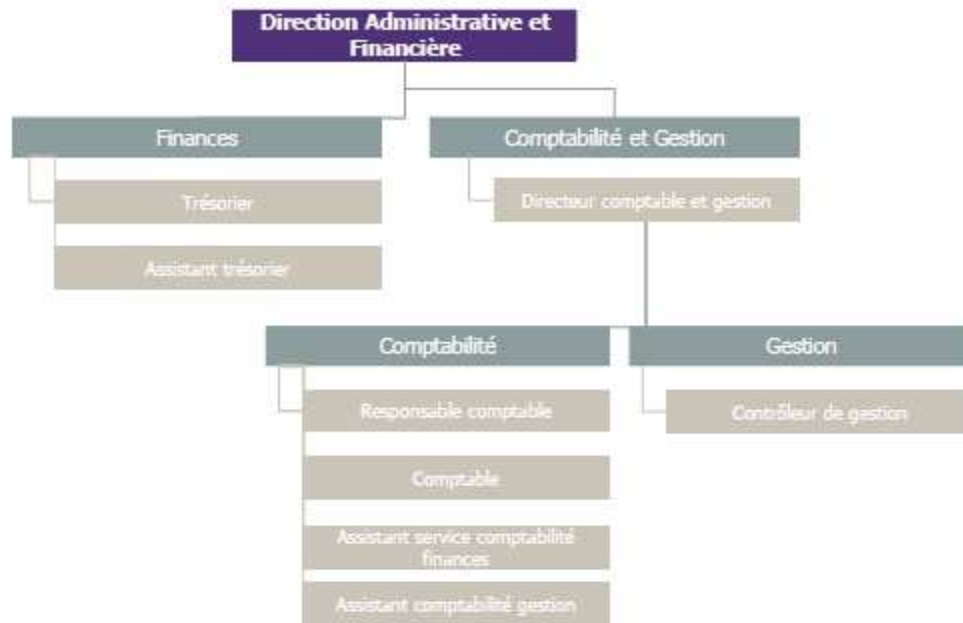 Direction Administrative et
Financière
Finances
Comptabilité et Gestion
Trésorier
Directeur comptable et gestion
Assistant trésorier
Comptabilité
Gestion
Responsable comptable
Contrôleur de gestion
Comptable
Assistant service comptabilité
finances
Assistant comptabilité gestion